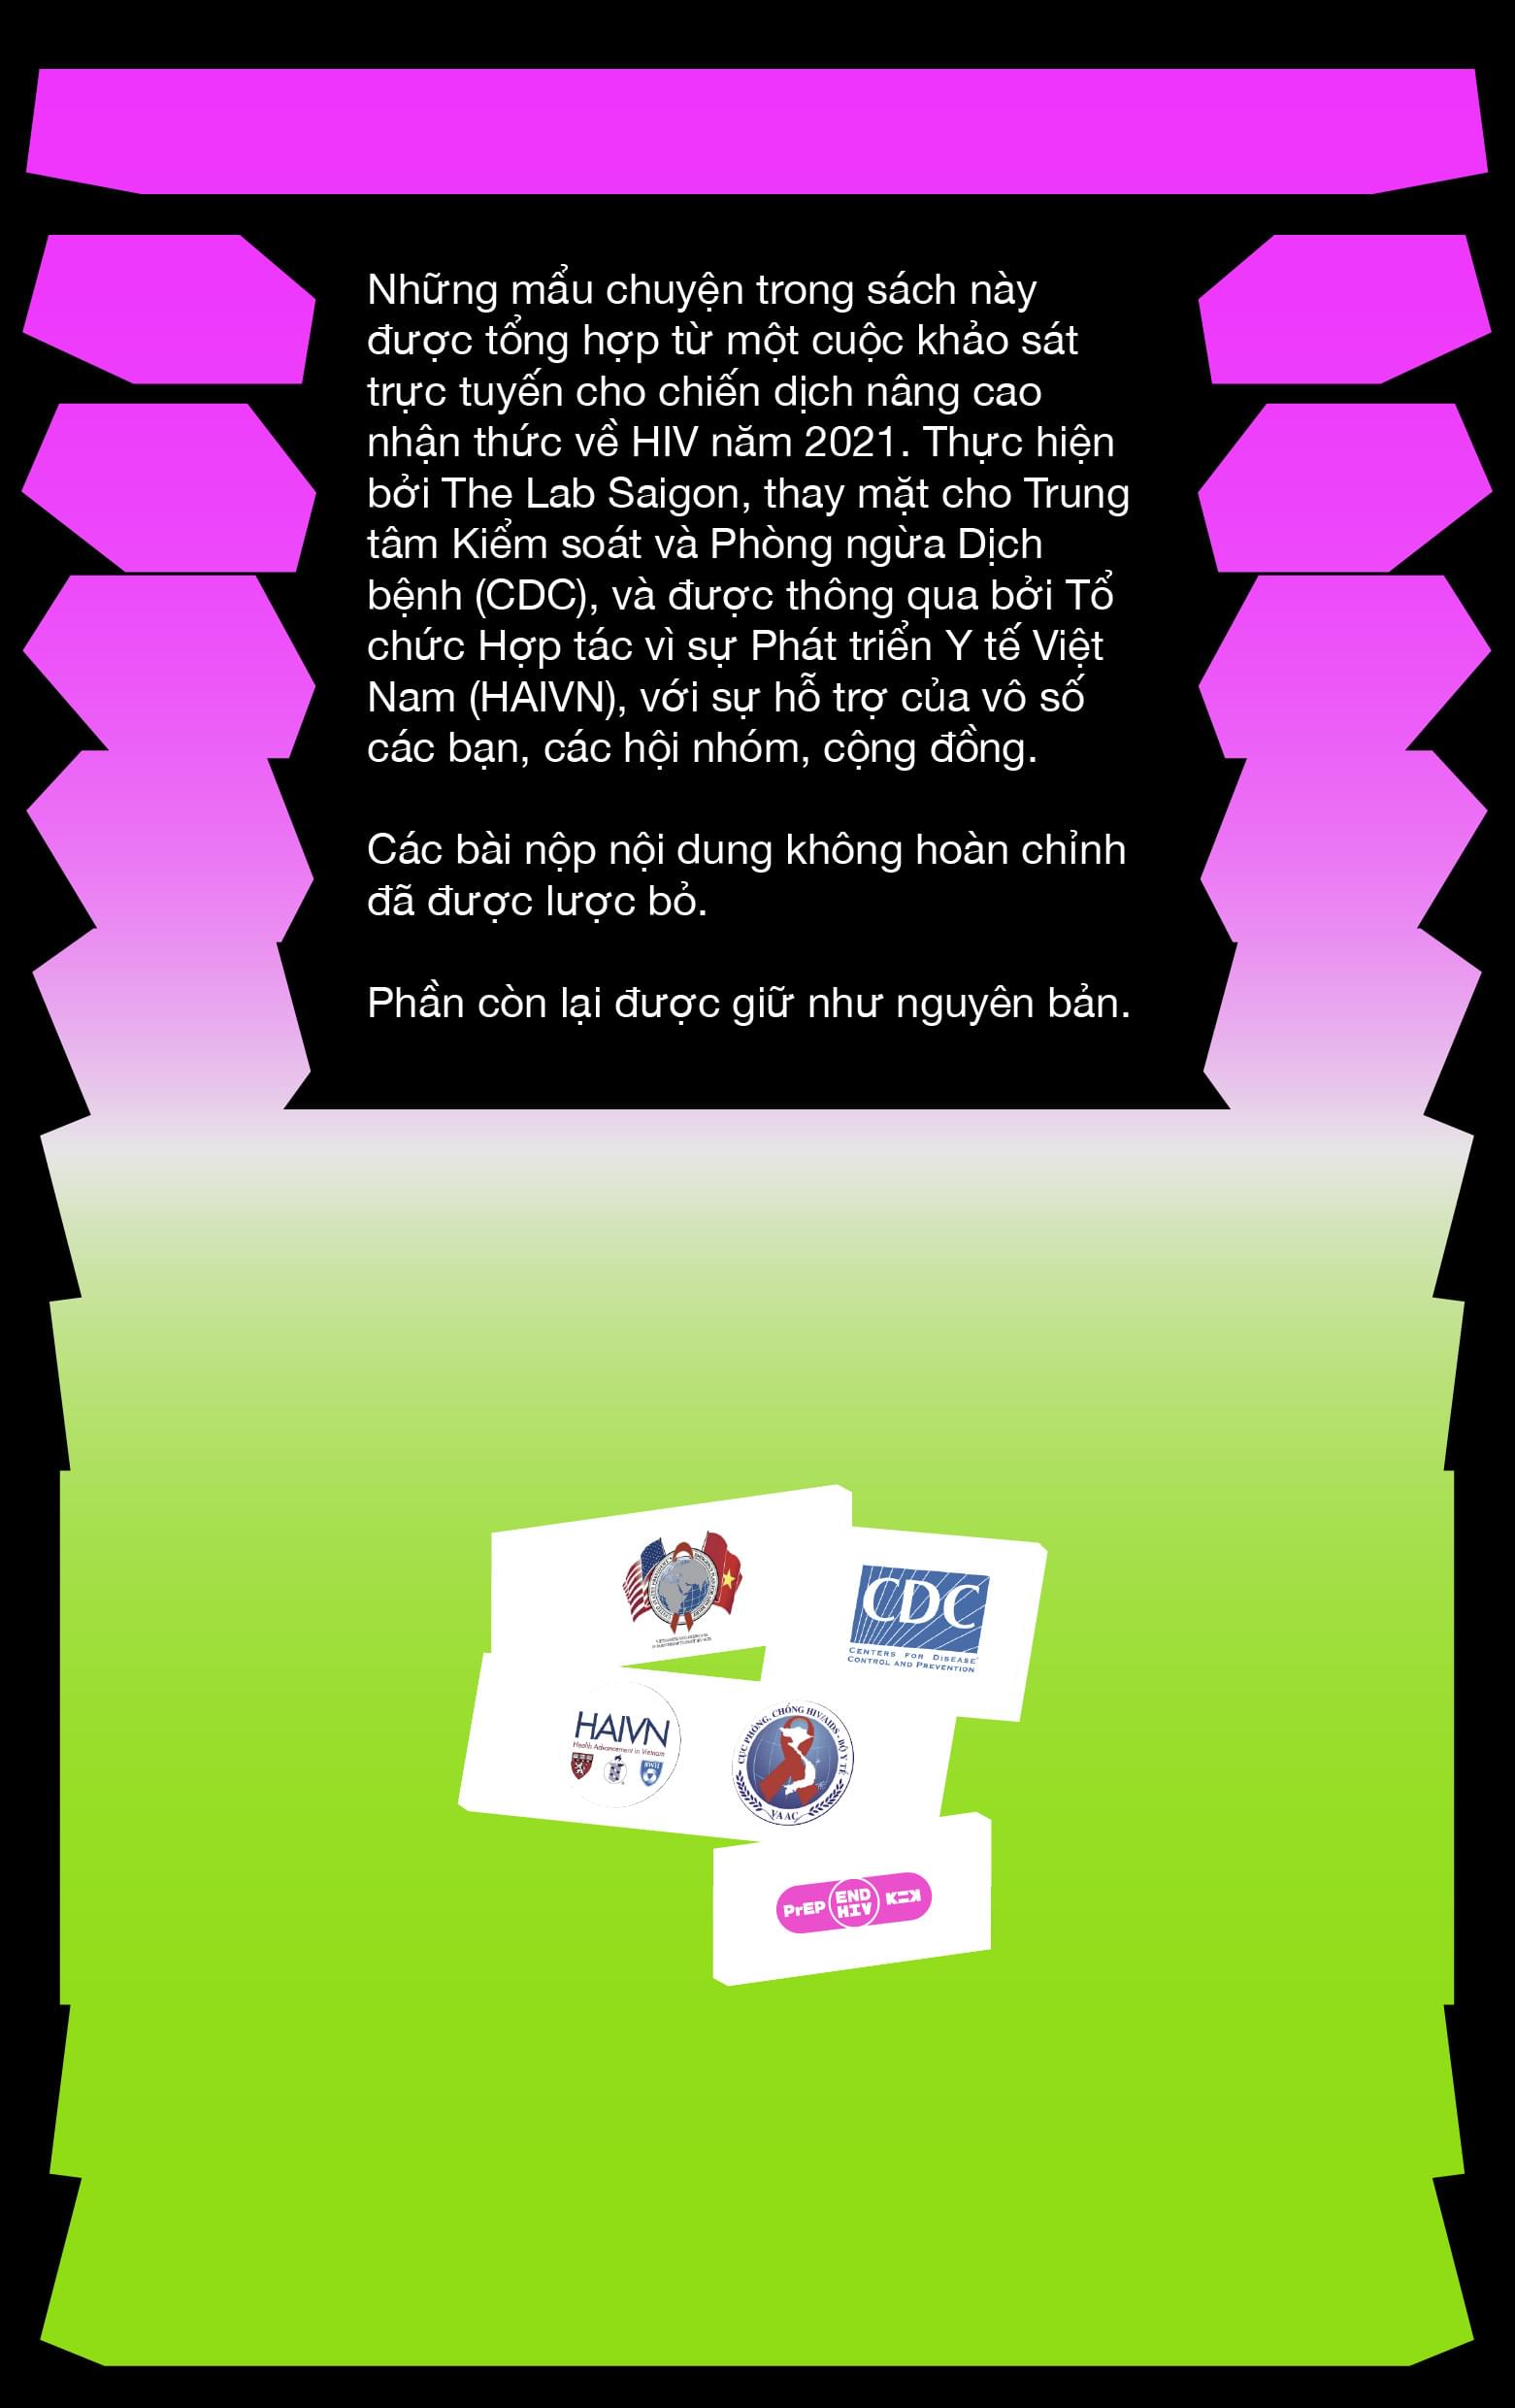 Những mẩu chuyện trong sách này
được tổng hợp từ một cuộc khảo sát
trực tuyến cho chiến dịch nâng cao
nhận thức về HIV năm 2021. Thực hiện
bởi The Lab Saigon, thay mặt cho Trung
tâm Kiểm soát và Phòng ngừa Dịch
bệnh (CDC), và được thông qua bởi Tổ
chức Hợp tác vì sự Phát triển Y tế Việt
Nam (HAIVN), với sự hỗ trợ của vô số
các bạn, các hội nhóm, cộng đồng.
Các bài nộp nội dung không hoàn chỉnh
đã được lược bỏ.
Phần còn lại được giữ như nguyên bản.
CDC
CENTERS FOR DISEASE
CONTROL AND PREVENTION
HAIVN
Health Advancement in Vietnam
CỤC PHÒNG, CHỐNG HIV/AIDS - BỘ Y TẾ
VAAC
PrEP END HIV K=K